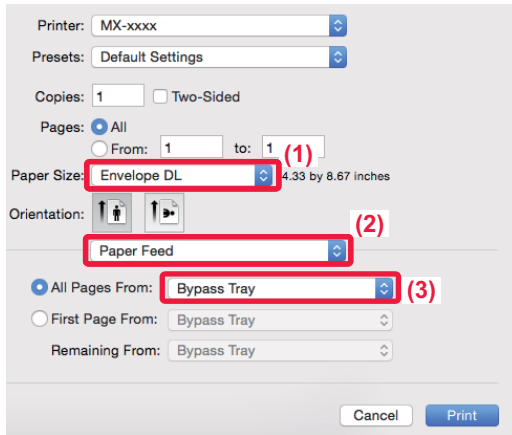 Printer: MX-xxxx
Presets: Default Settings
Copies: 1 Two-Sided
Pages: All
From: 1 to: 1
(1)
Paper Size: Envelope DL 4.33 by 8.67 inches
Orientation:
(2)
Paper Feed
All Pages From: Bypass Tray (3)
First Page From: Bypass Tray
Remaining From: Bypass Tray
Cancel Print